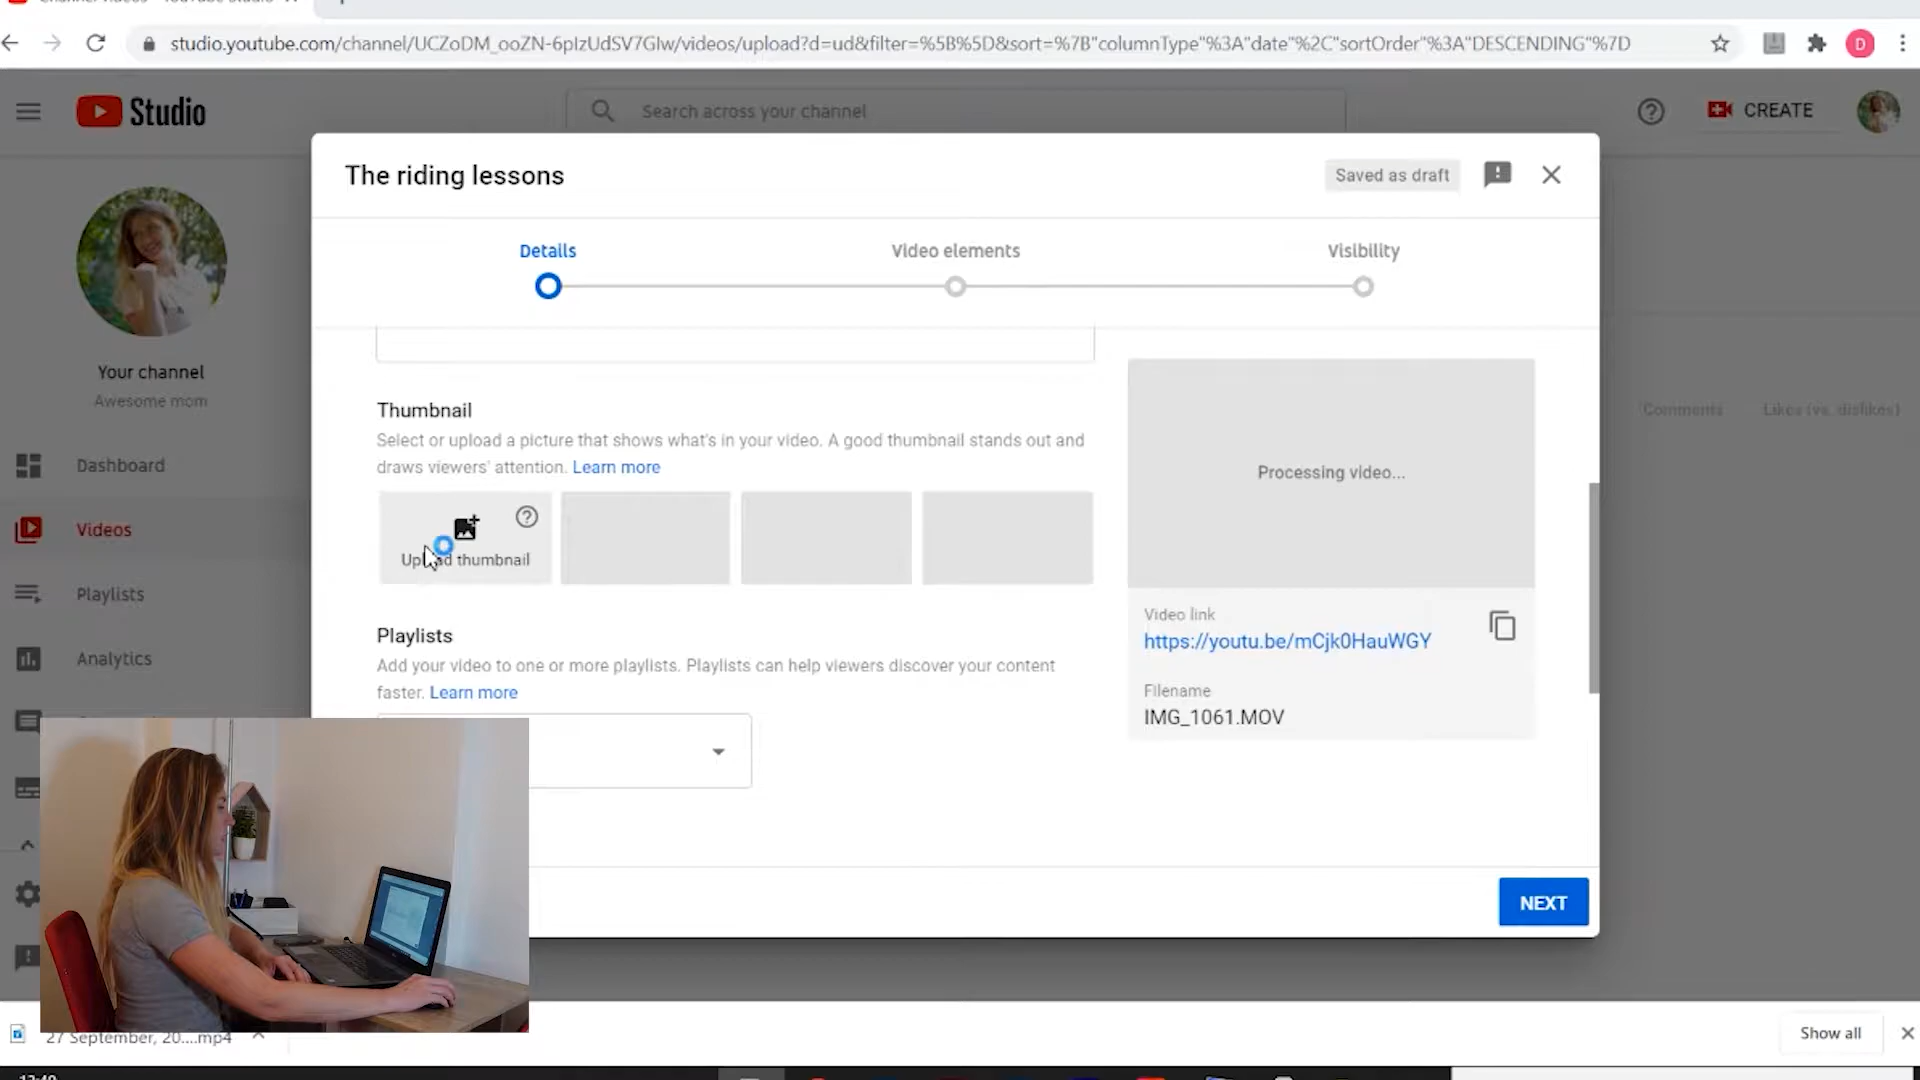 studio.youtube.com/channel/UCZoDM_ooZN-6pIzUdSV7GIw/videos/upload?d=ud&filter=%5B%5D&sort=%7B"columnType"%3A"date"%2C"sortOrder"%3A"DESCENDING"%7D
D
Studio
Search across your channel
CREATE
The riding lessons
Saved as draft
Details
Video elements
Visibility
Your channel
Awesome mom
Dashboard
Videos
Playlists
Analytics
Thumbnail
Select or upload a picture that shows what's in your video. A good thumbnail stands out and
draws viewers' attention. Learn more
Upload thumbnail
Playlists
Add your video to one or more playlists. Playlists can help viewers discover your content
faster. Learn more
Processing video...
Video link
https://youtu.be/mCjk0HauWGY
Filename
IMG_1061.MOV
Comments
Likes (vs. dislikes)
NEXT
27 September, 20....mp4
Show all